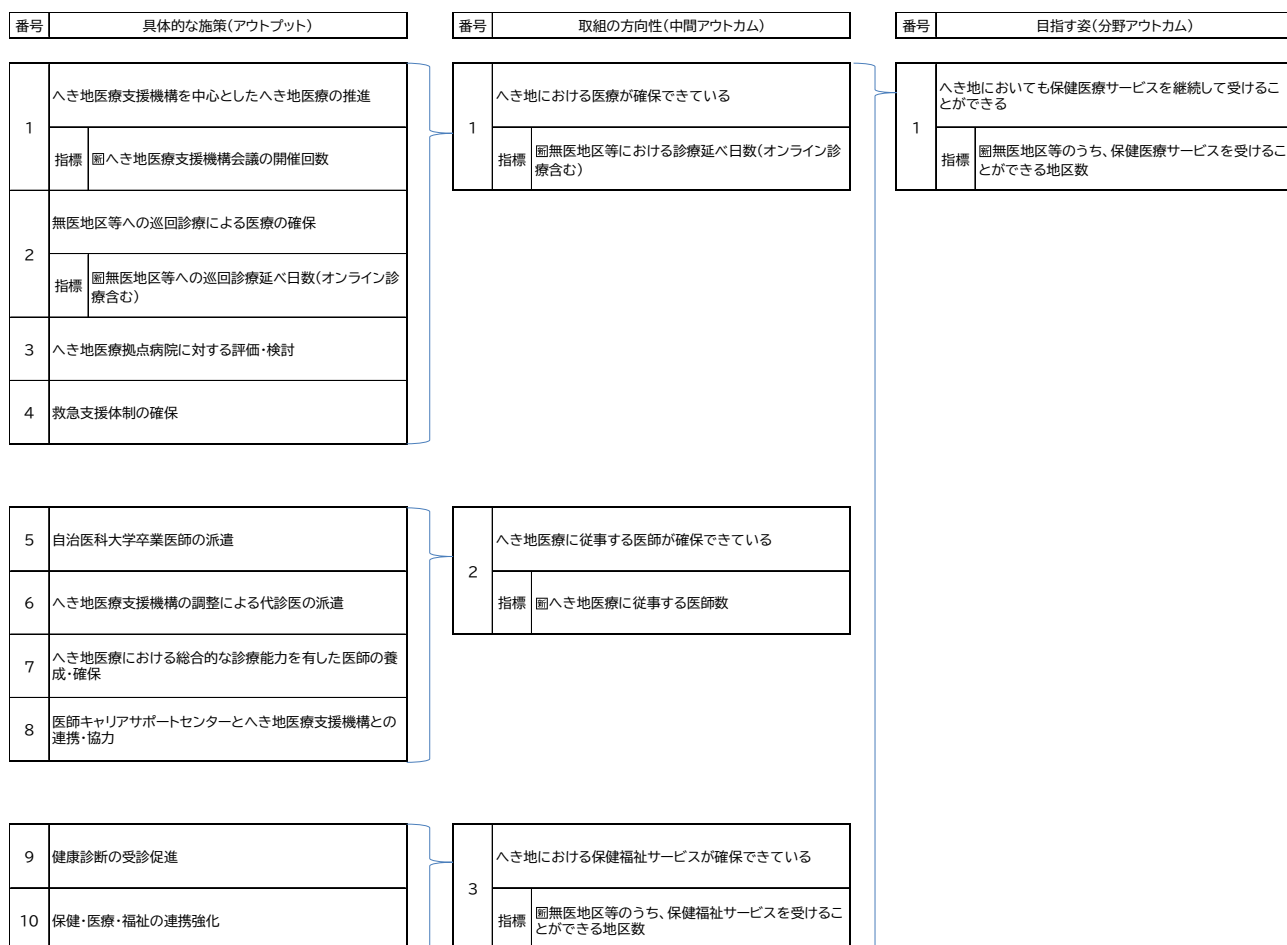 番号 具体的な施策(アウトプット) 番号 取組の方向性(中間アウトカム) 番号 目指す姿(分野アウトカム)
1 へき地医療支援機構を中心としたへき地医療の推進
指標 へき地医療支援機構会議の開催回数
2 無医地区等への巡回診療による医療の確保
指標 無医地区等への巡回診療延べ日数(オンライン診
療含む)
3 へき地医療拠点病院に対する評価・検討
4 救急支援体制の確保
1 へき地における医療が確保できている
指標 無医地区等における診療延べ日数(オンライン診
療含む)
1 へき地においても保健医療サービスを継続して受けるこ
とができる
指標 無医地区等のうち、保健医療サービスを受けるこ
とができる地区数
5 自治医科大学卒業医師の派遣
6 へき地医療支援機構の調整による代診医の派遣
7 へき地医療における総合的な診療能力を有した医師の養
成・確保
8 医師キャリアサポートセンターとへき地医療支援機構との
連携・協力
2 へき地医療に従事する医師が確保できている
指標 へき地医療に従事する医師数
9 健康診断の受診促進
10 保健・医療・福祉の連携強化
3 へき地における保健福祉サービスが確保できている
指標 無医地区等のうち、保健福祉サービスを受けるこ
とができる地区数